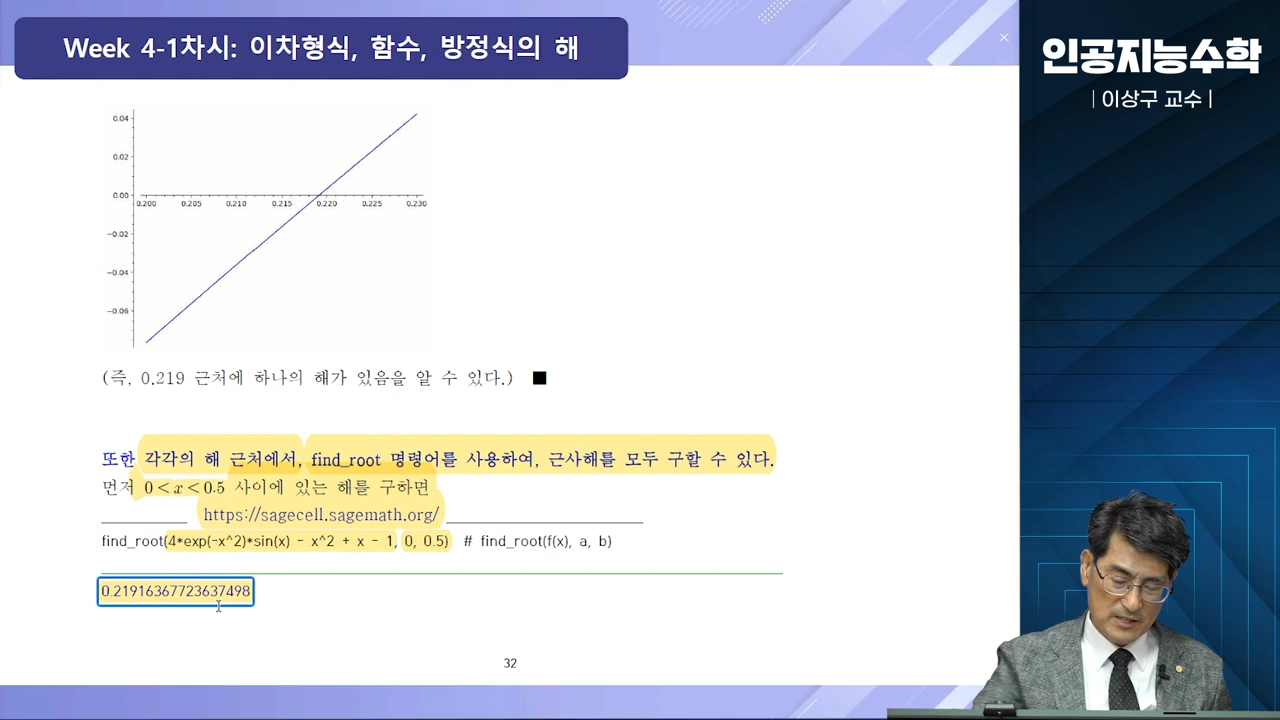 Week 4-1차시: 이차형식, 함수, 방정식의 해
인공지능수학
| 이상구 교수 |
0.04
0.02
0.00
0.200 0.205 0.210 0.215 0.220 0.225 0.230
−0.02
−0.04
−0.06
(즉, 0.219 근처에 하나의 해가 있음을 알 수 있다.) ■
또한 각각의 해 근처에서, find_root 명령어를 사용하여, 근사해를 모두 구할 수 있다.
먼저 0<x<0.5 사이에 있는 해를 구하면
https://sagecell.sagemath.org/
find_root(4*exp(-x^2)*sin(x) - x^2 + x - 1, 0, 0.5) # find_root(f(x), a, b)
0.21916367723637498
32